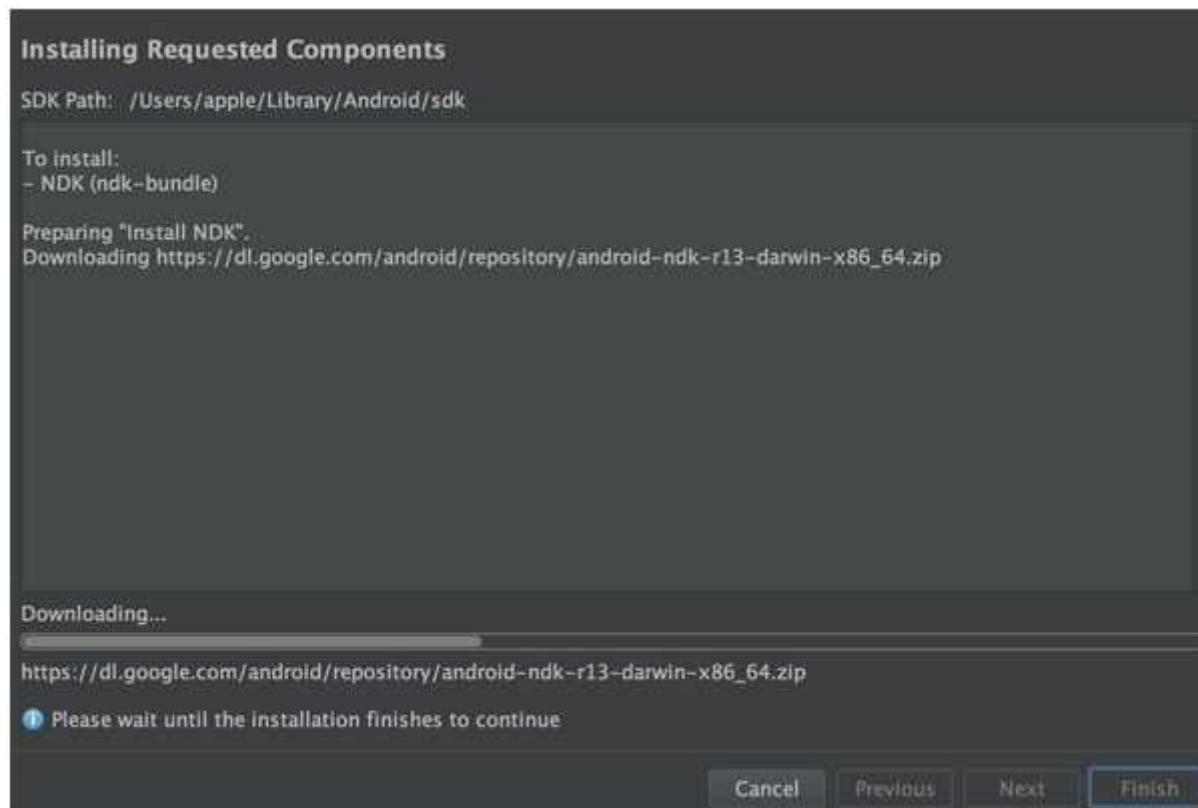 Installing Requested Components
SDK Path: /Users/apple/Library/Android/sdk
To install:
- NDK (ndk-bundle)
Preparing "Install NDK".
Downloading https://dl.google.com/android/repository/android-ndk-r13-darwin-x86_64.zip
Downloading...
https://dl.google.com/android/repository/android-ndk-r13-darwin-x86_64.zip
Please wait until the installation finishes to continue
Cancel Previous Next Finish